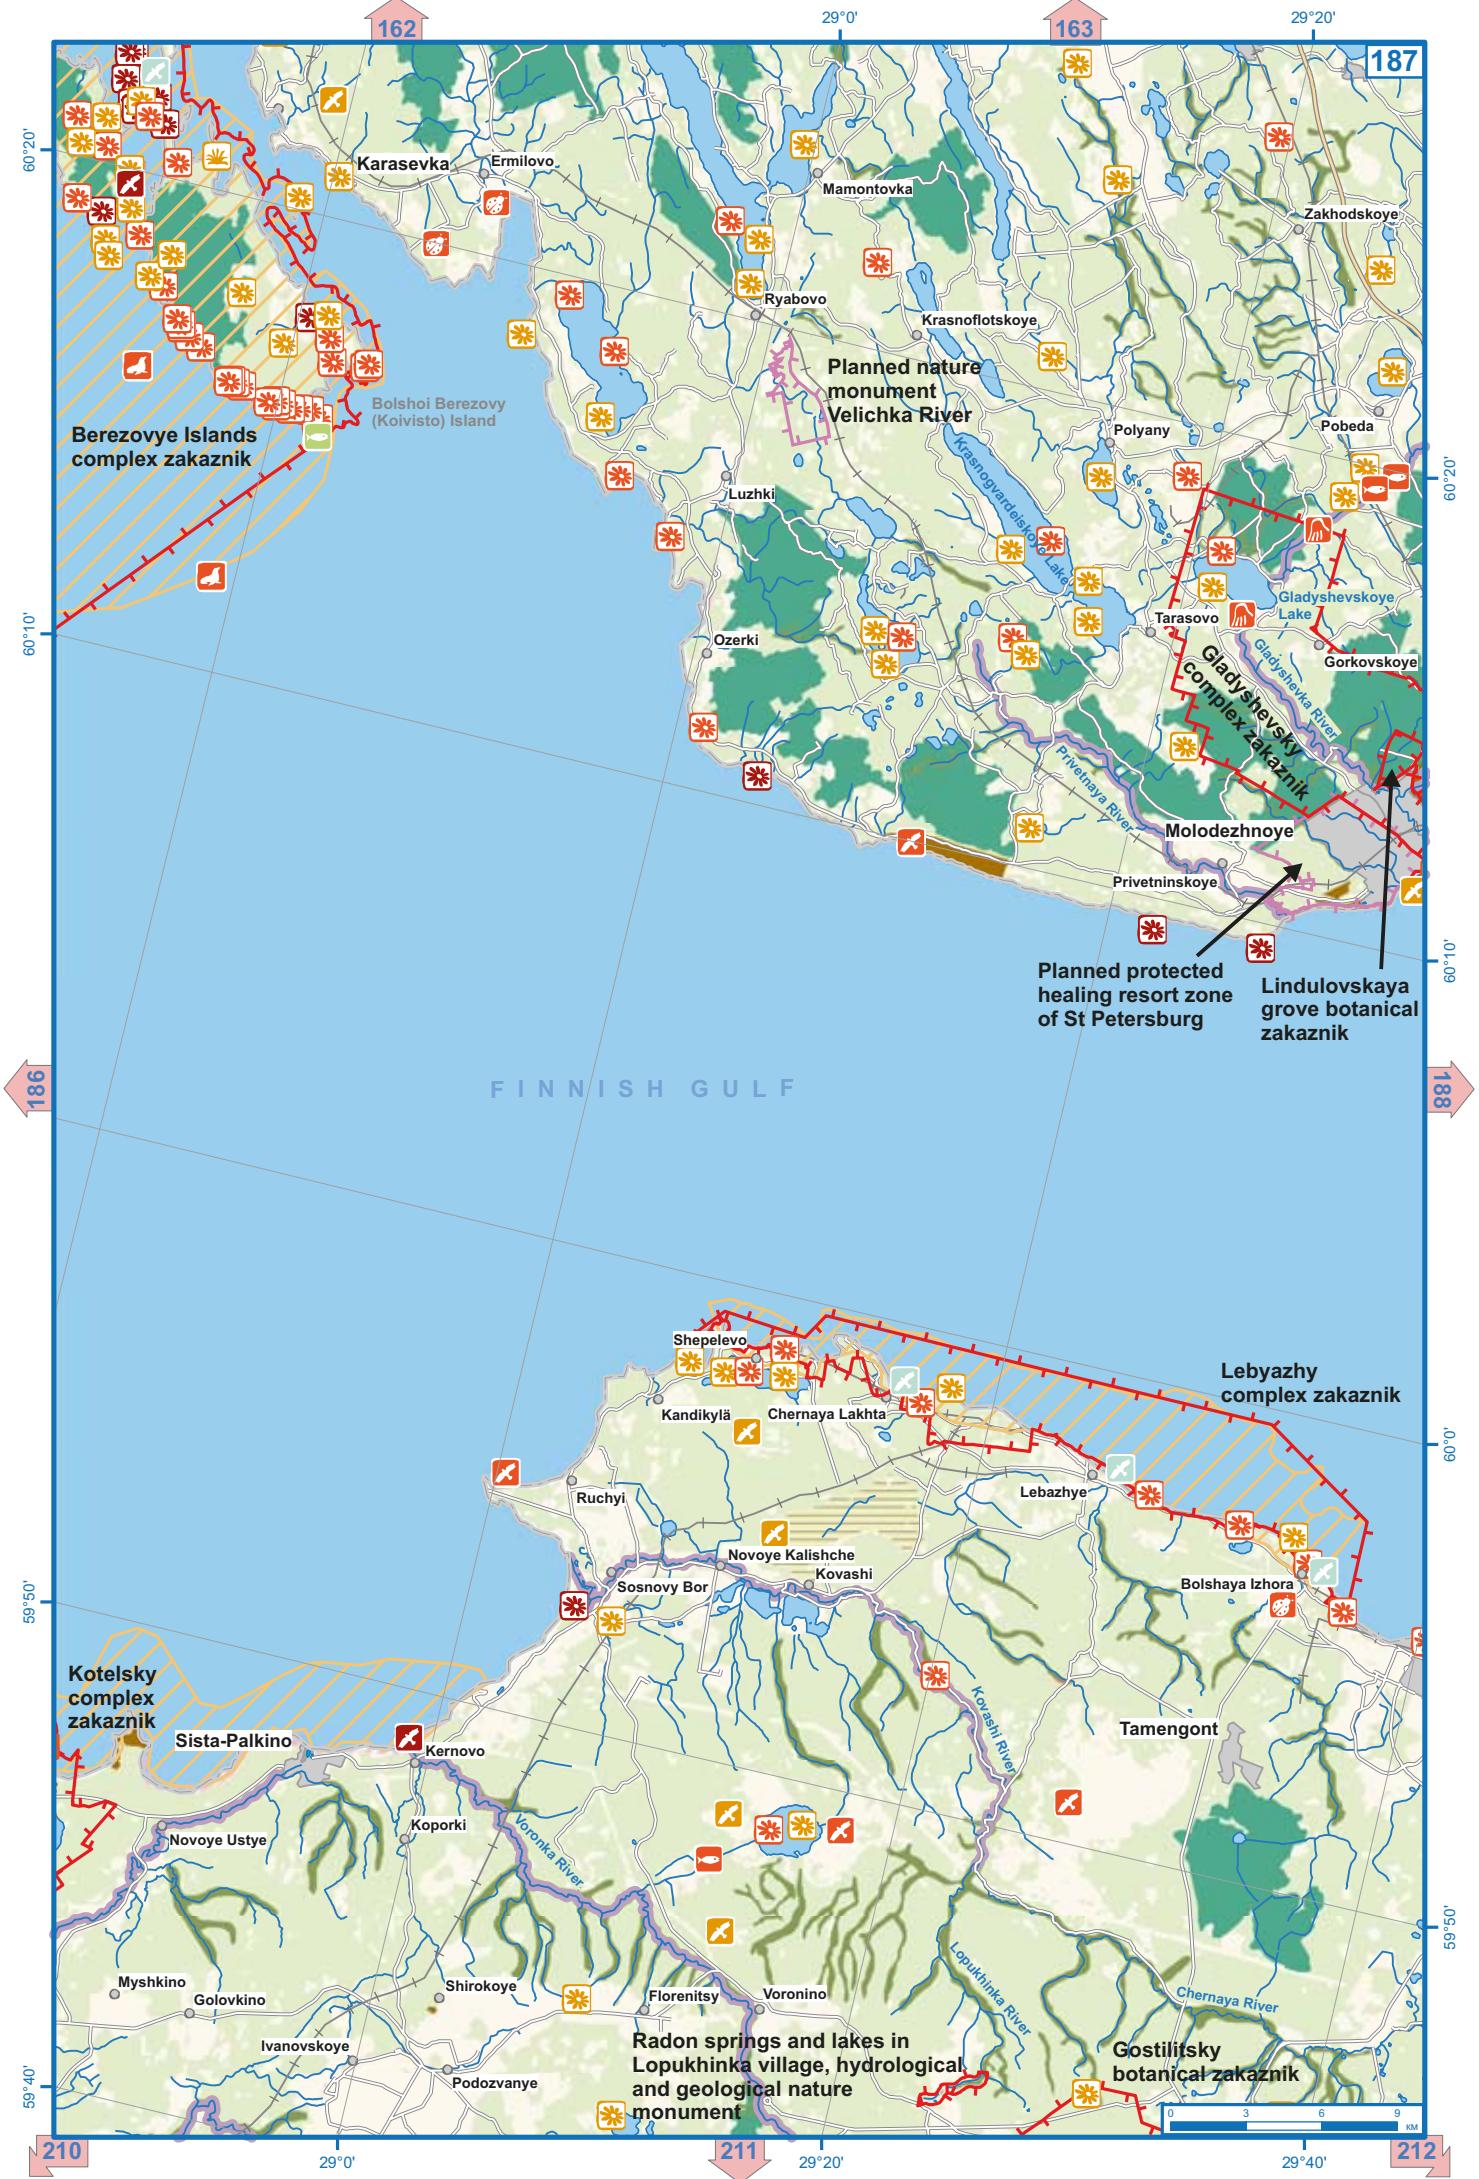 162
29°0'
163
29°20'
187
60°20'
Karasevka
Ermilovo
Mamontovka
Zakhodskoye
Ryabovo
Krasnoflotskoye
Planned nature
monument
Velichka River
Bolshoi Berezovy
(Koivisto) Island
Berezovye Islands
complex zakaznik
Polyany
Pobeda
Krasnogvardeiskoye Lake
60°20'
Luzhki
Gladyshevskoye
Lake
60°10'
Tarasovo
Ozerki
Gorkovskoye
Gladyshevka River
Gladyshevsky
complex zakaznik
Privetnaya River
Molodezhnoye
Privetninskoye
60°10'
Planned protected
healing resort zone
of St Petersburg
Lindulovskaya
grove botanical
zakaznik
186
FINNISH GULF
188
Shepelevo
Lebyazhy
complex zakaznik
Kandikylä
Chernaya Lakhta
60°0'
Ruchyi
Lebazhye
Novoye Kalishche
Kovashi
Sosnovy Bor
Bolshaya Izhora
59°50'
Kotelsky
complex
zakaznik
Sista-Palkino
Kernovo
Kovashi River
Tamengont
Koporki
Novoye Ustye
Voronka River
59°50'
Lopukhinka River
Myshkino
Golovkino
Shirokoye
Florenitsy
Voronino
Chernaya River
Ivanovskoye
Podozvanye
Radon springs and lakes in
Lopukhinka village, hydrological
and geological nature
monument
Gostilitsky
botanical zakaznik
59°40'
0 3 6 9
км
210
29°0'
211
29°20'
29°40'
212